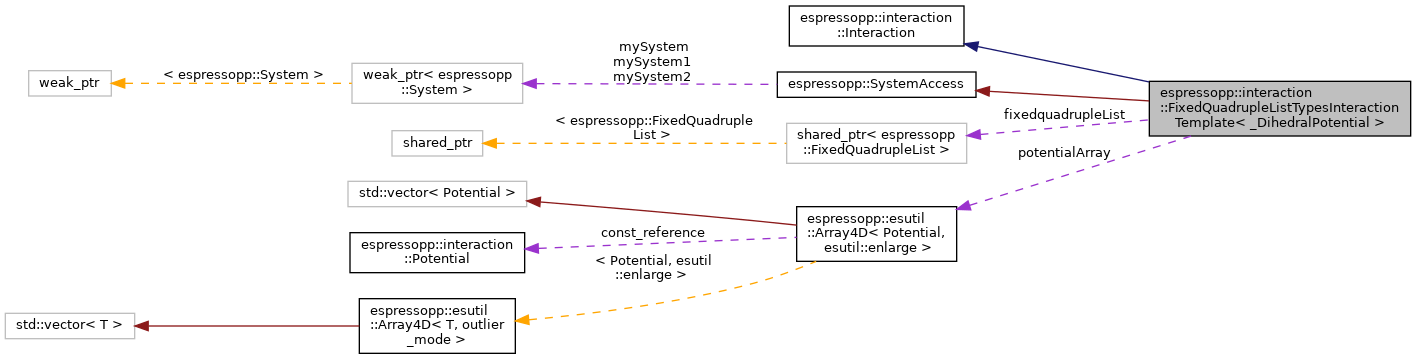 espressopp::interaction
::Interaction
mySystem
mySystem1
mySystem2
< espressopp::System >
weak_ptr
weak_ptr< espressopp
::System >
espressopp::SystemAccess
espressopp::interaction
::FixedQuadrupleListTypesInteraction
Template< _DihedralPotential >
fixedquadrupleList
< espressopp::FixedQuadruple
List >
shared_ptr
shared_ptr< espressopp
::FixedQuadrupleList >
potentialArray
std::vector< Potential >
espressopp::esutil
::Array4D< Potential,
esutil::enlarge >
const_reference
espressopp::interaction
::Potential
< Potential, esutil
::enlarge >
std::vector< T >
espressopp::esutil
::Array4D< T, outlier
_mode >